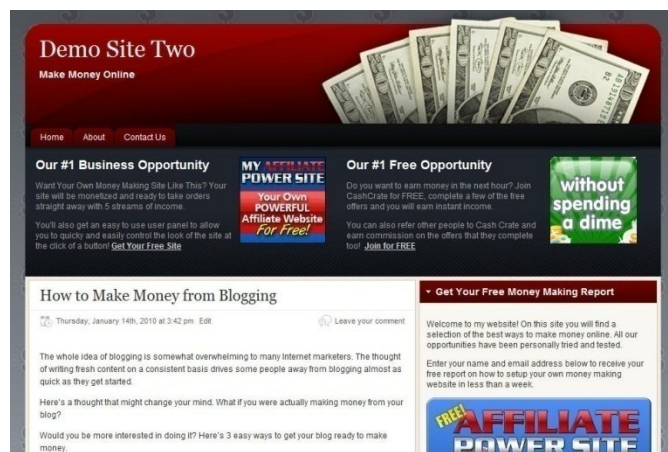 Demo Site Two
Make Money Online
Home About Contact Us
Our #1 Business Opportunity
Want Your Own Money Making Site Like This? Your
site will be monetized and ready to take orders
straight away with 5 streams of income.
You'll also get an easy to use user panel to allow
you to quickly and easily control the look of the site at
the click of a button! Get Your Free Site
MY AFFILIATE
POWER SITE
Your Own
POWERFUL
Affiliate Website
For Free!
Our #1 Free Opportunity
Do you want to earn money in the next hour? Join
CashCrate for FREE, complete a few of the free
offers and you will earn instant income.
You can also refer other people to Cash Crate and
earn commission on the offers that they complete
too! Join for FREE
without
spending
a dime
How to Make Money from Blogging
Thursday, January 14th, 2010 at 3:42 pm Edit
Leave your comment
The whole idea of blogging is somewhat overwhelming to many Internet marketers. The thought
of writing fresh content on a consistent basis drives some people away from blogging almost as
quick as they get started.
Here's a thought that might change your mind. What if you were actually making money from your
blog?
Would you be more interested in doing it? Here's 3 easy ways to get your blog ready to make
money.
Get Your Free Money Making Report
Welcome to my website! On this site you will find a
selection of the best ways to make money online. All our
opportunities have been personally tried and tested.
Enter your name and email address below to receive your
free report on how to setup your own money making
website in less than a week.
FREE!
AFFILIATE
POWER SITE